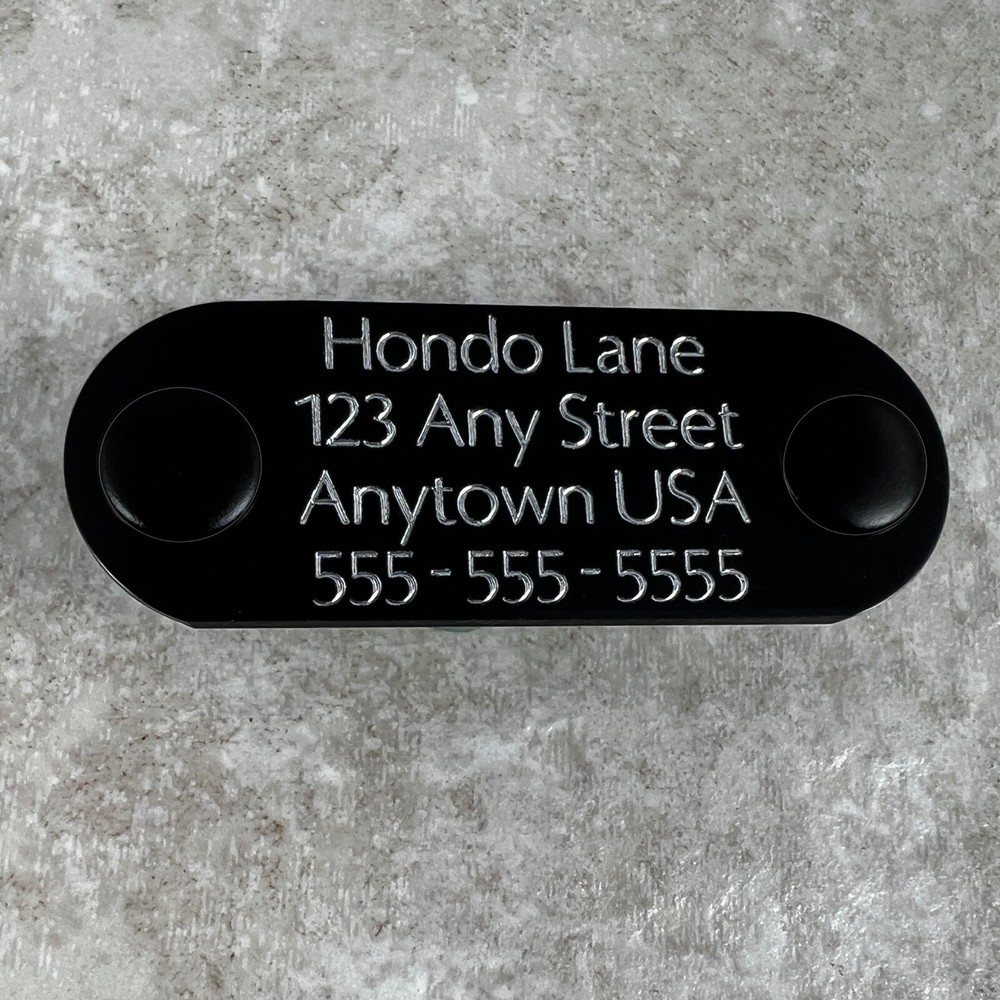 Hondo Lane
123 Any Street
Anytown USA
555 - 555 - 5555